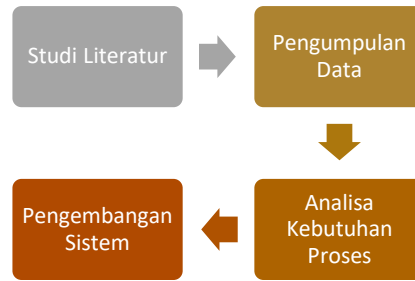 Studi Literatur
Pengumpulan
Data
Analisa
Kebutuhan
Proses
Pengembangan
Sistem